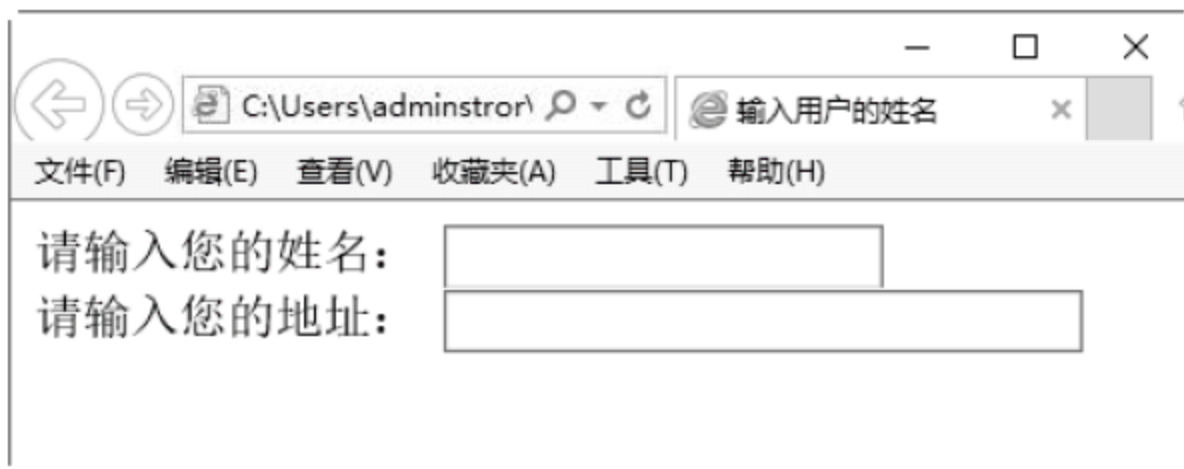 C:\Users\adminstror\ 输入用户的姓名
文件(F) 编辑(E) 查看(V) 收藏夹(A) 工具(T) 帮助(H)
请输入您的姓名：
请输入您的地址：